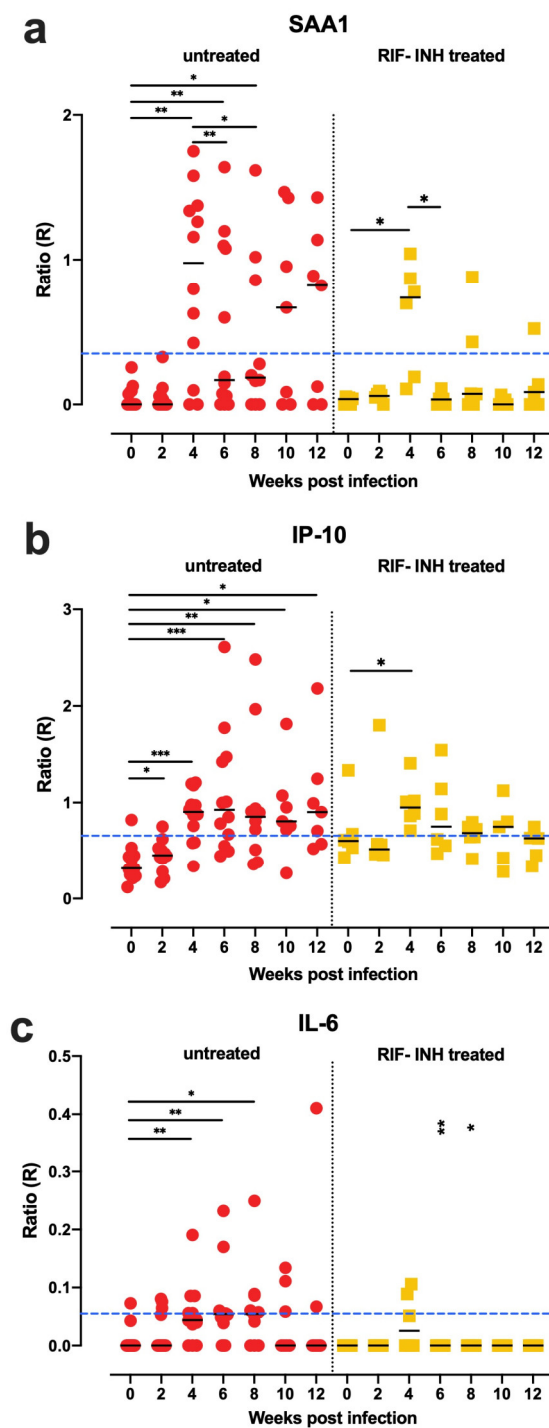 a
SAA1
untreated
RIF- INH treated
*
**
** *
**
*
*
2
1
0
Ratio (R)
0 2 4 6 8 10 12 0 2 4 6 8 10 12
Weeks post infection
b
IP-10
untreated
RIF- INH treated
*
*
**
***
***
*
*
3
2
1
0
Ratio (R)
0 2 4 6 8 10 12 0 2 4 6 8 10 12
Weeks post infection
c
IL-6
untreated
RIF- INH treated
*
**
**
** *
0.5
0.4
0.3
0.2
0.1
0.0
Ratio (R)
0 2 4 6 8 10 12 0 2 4 6 8 10 12
Weeks post infection